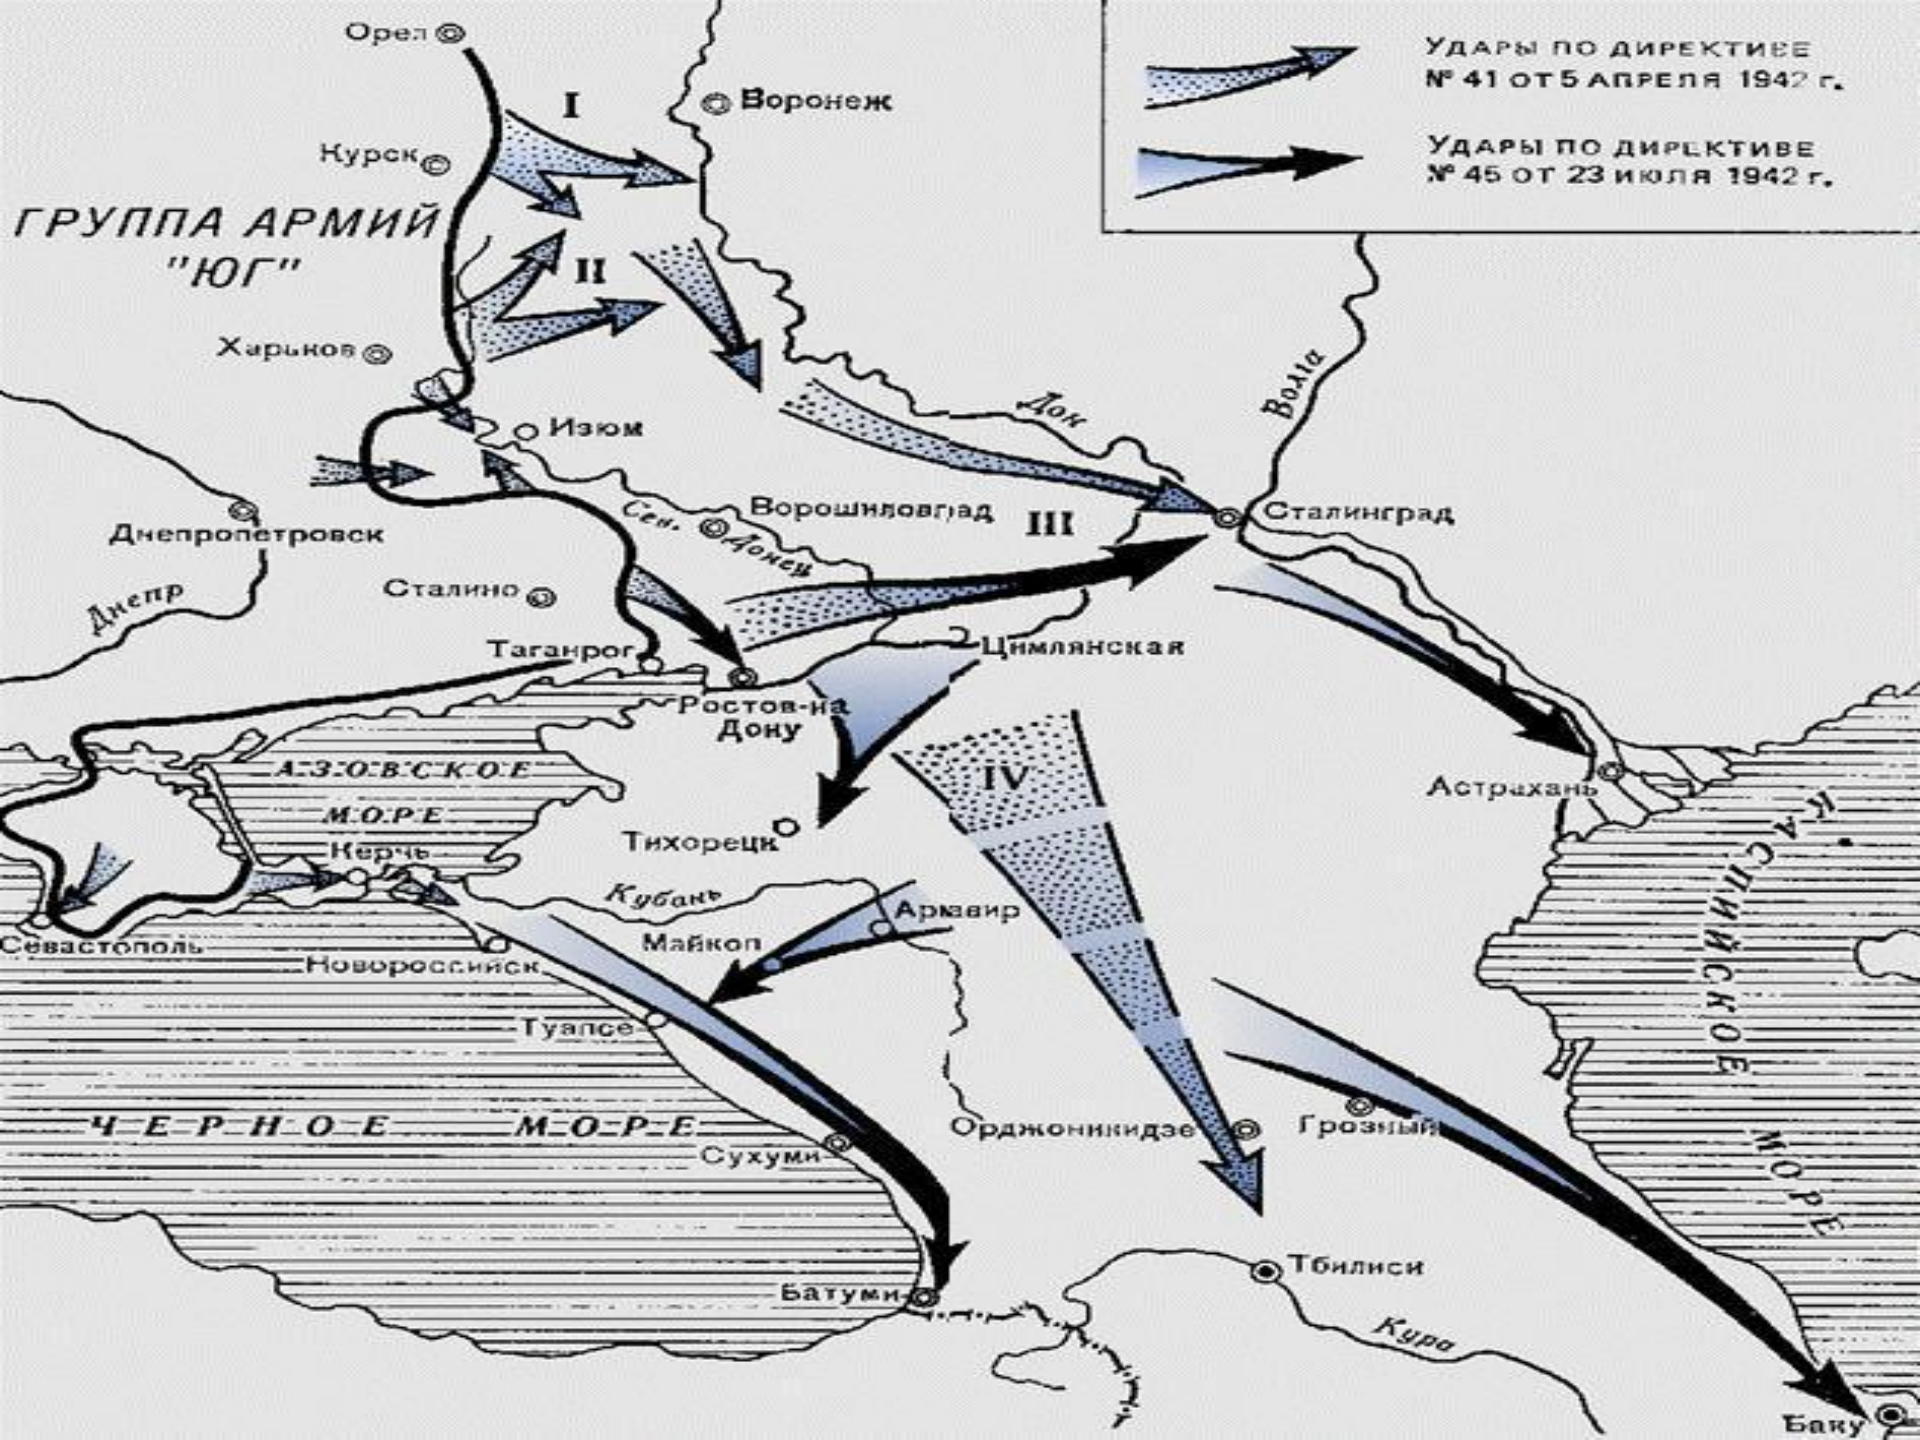 Орел
I
Воронеж
УДАРЫ ПО ДИРЕКТИВЕ
№ 41 ОТ 5 АПРЕЛЯ 1942 г.
УДАРЫ ПО ДИРЕКТИВЕ
№ 45 ОТ 23 ИЮЛЯ 1942 г.
Курск
ГРУППА АРМИЙ
"ЮГ"
II
Харьков
Изюм
Дон
Волга
Днепропетровск
Сев. Донец
Ворошиловград
III
Сталинград
Днепр
Сталино
Таганрог
Цимлянская
Ростов-на
Дону
АЗОВСКОЕ
МОРЕ
IV
Астрахань
Тихорецк
Керчь
Кубань
Армавир
КАСПИЙСКОЕ МОРЕ
Севастополь
Майкоп
Новороссийск
Туапсе
ЧЕРНОЕ МОРЕ
Орджоникидзе
Грозный
Сухуми
Тбилиси
Батуми
Кура
Баку